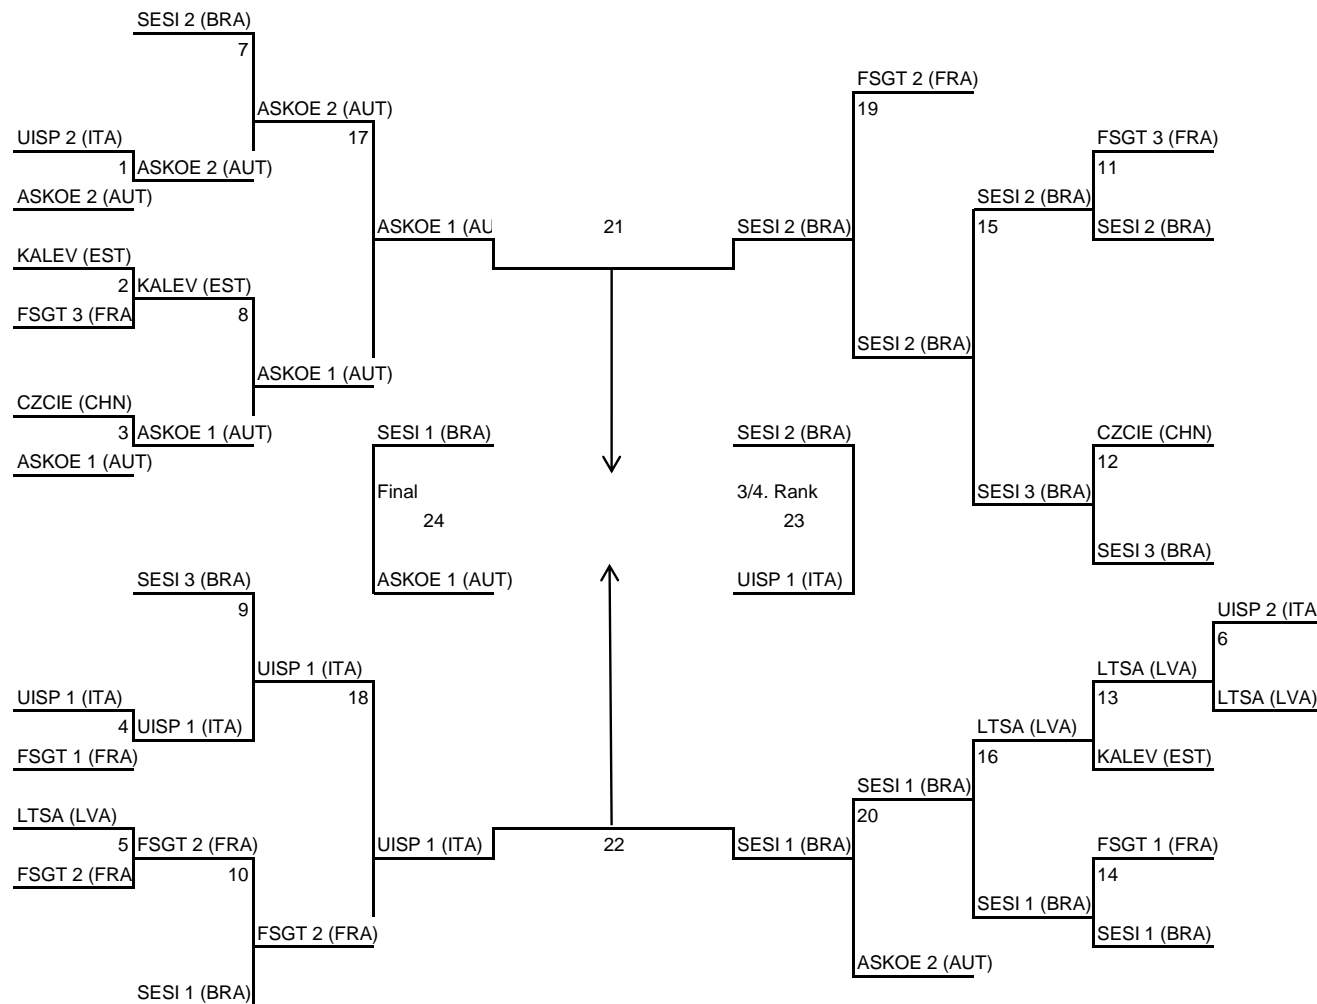 SESI 2 (BRA)
7
ASKOE 2 (AUT)
17
UISP 2 (ITA)
1
ASKOE 2 (AUT)
ASKOE 2 (AUT)
ASKOE 1 (AU
KALEV (EST)
2
KALEV (EST)
FSGT 3 (FRA
8
ASKOE 1 (AUT)
CZCIE (CHN)
3
ASKOE 1 (AUT)
ASKOE 1 (AUT)
21
FSGT 2 (FRA)
19
FSGT 3 (FRA)
11
SESI 2 (BRA)
SESI 2 (BRA)
15
SESI 2 (BRA)
SESI 2 (BRA)
CZCIE (CHN)
12
SESI 3 (BRA)
SESI 3 (BRA)
SESI 1 (BRA)
Final
24
ASKOE 1 (AUT)
SESI 2 (BRA)
3/4. Rank
23
UISP 1 (ITA)
SESI 3 (BRA)
9
UISP 1 (ITA)
18
UISP 1 (ITA)
4
UISP 1 (ITA)
FSGT 1 (FRA)
LTSA (LVA)
5
FSGT 2 (FRA)
FSGT 2 (FRA
10
UISP 1 (ITA)
FSGT 2 (FRA)
SESI 1 (BRA)
22
UISP 2 (ITA
6
LTSA (LVA)
LTSA (LVA)
13
LTSA (LVA)
16
KALEV (EST)
SESI 1 (BRA)
20
SESI 1 (BRA)
FSGT 1 (FRA)
14
SESI 1 (BRA)
SESI 1 (BRA)
ASKOE 2 (AUT)